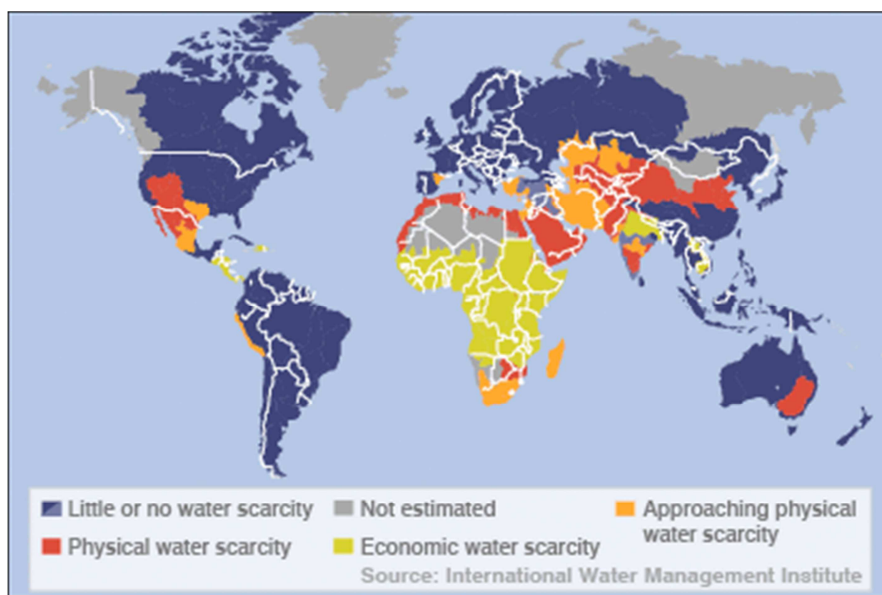 Little or no water scarcity
Not estimated
Approaching physical
water scarcity
Physical water scarcity
Economic water scarcity
Source: International Water Management Institute